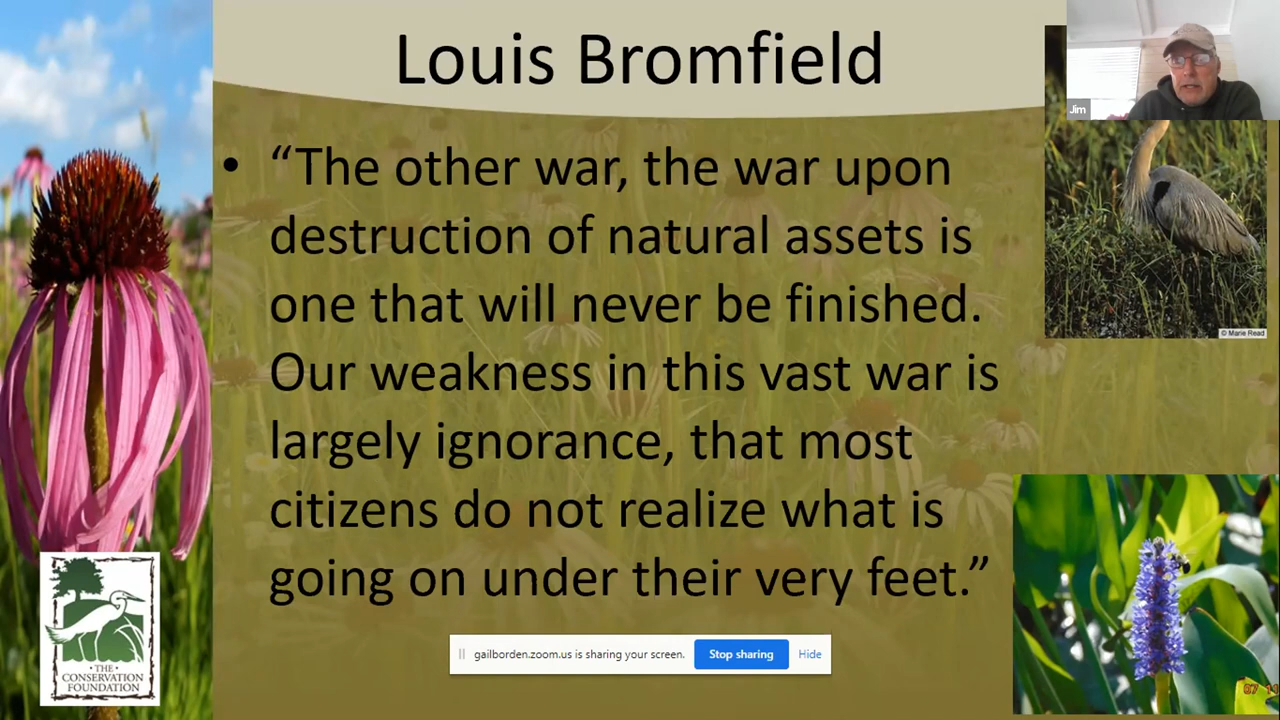 Louis Bromfield
Jim
• “The other war, the war upon
destruction of natural assets is
one that will never be finished.
Our weakness in this vast war is
largely ignorance, that most
citizens do not realize what is
going on under their very feet.”
© Marie Read
• THE •
CONSERVATION
FOUNDATION
gailborden.zoom.us is sharing your screen.
Stop sharing
Hide